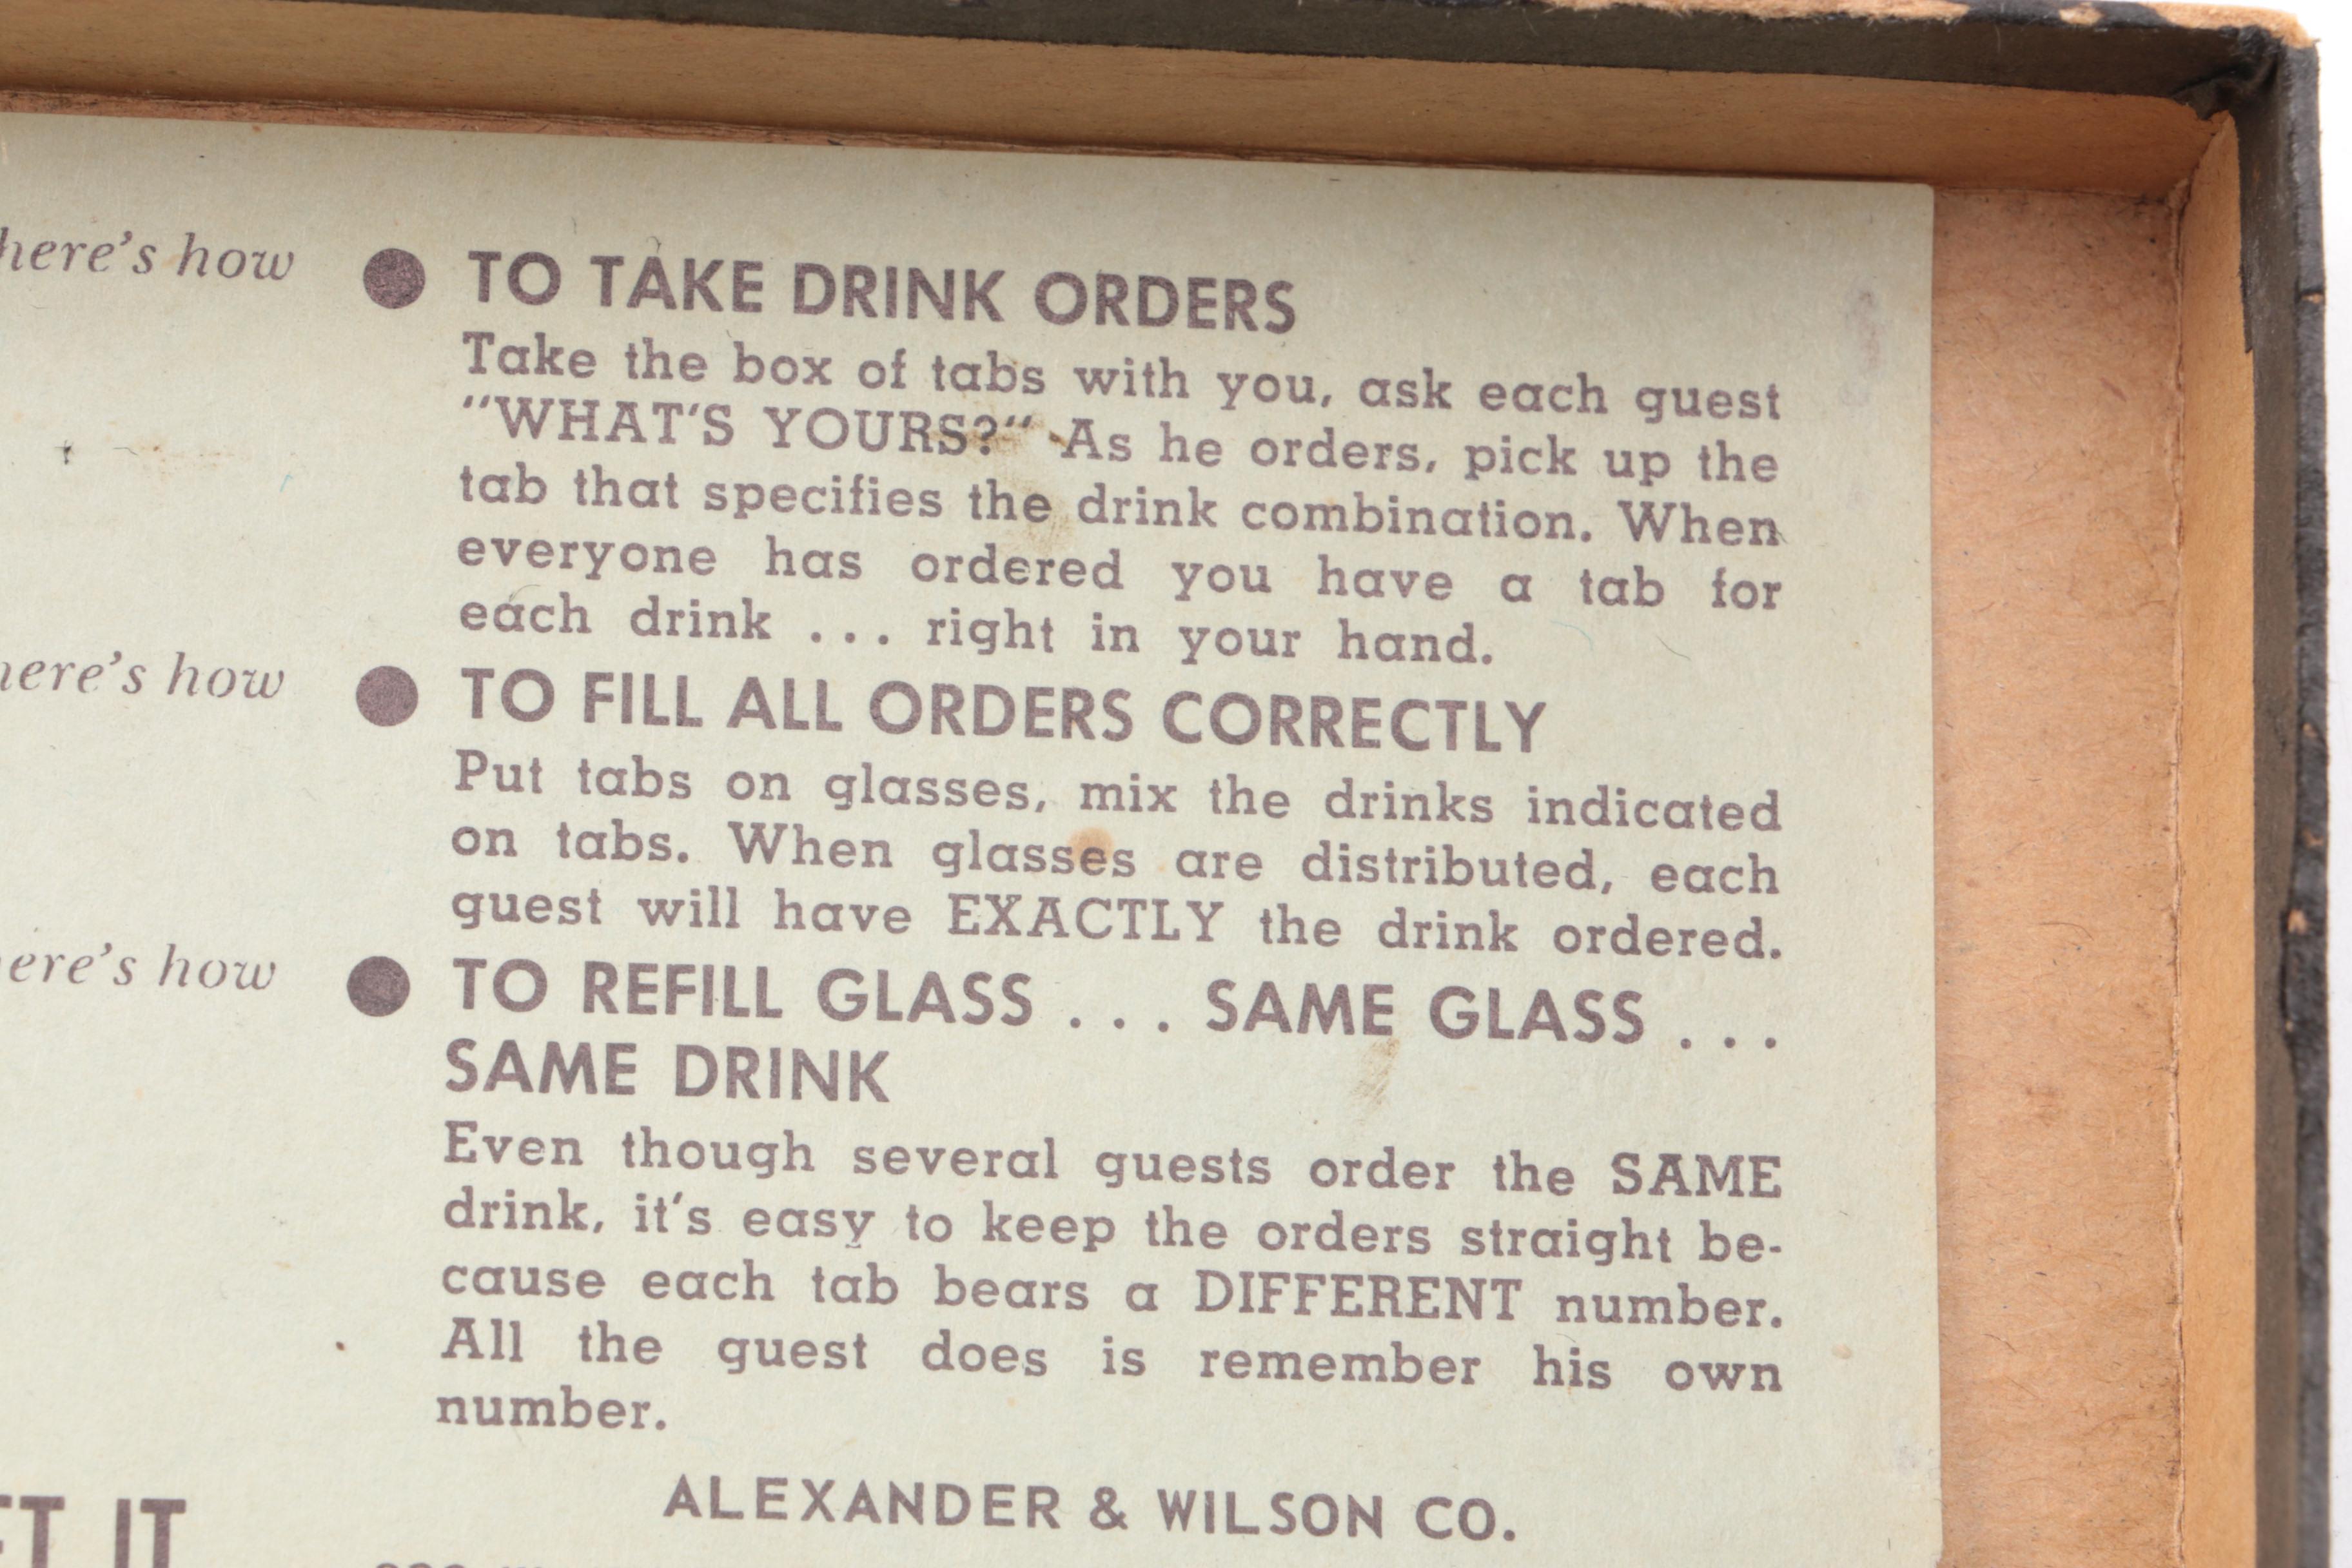 here's how ● TO TAKE DRINK ORDERS
Take the box of tabs with you, ask each guest
"WHAT'S YOURS?" As he orders, pick up the
tab that specifies the drink combination. When
everyone has ordered you have a tab for
each drink ... right in your hand.
here's how ● TO FILL ALL ORDERS CORRECTLY
Put tabs on glasses, mix the drinks indicated
on tabs. When glasses are distributed, each
guest will have EXACTLY the drink ordered.
here's how ● TO REFILL GLASS ... SAME GLASS ...
SAME DRINK
Even though several guests order the SAME
drink, it's easy to keep the orders straight be-
cause each tab bears a DIFFERENT number.
All the guest does is remember his own
number.
ALEXANDER & WILSON CO.
IT